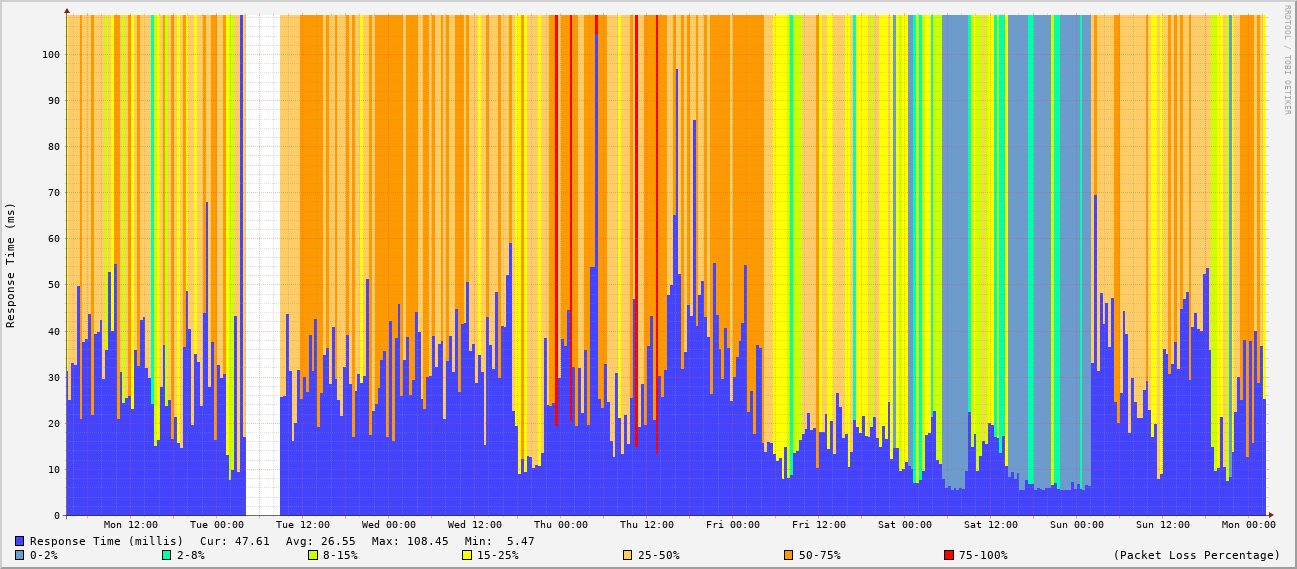 RRDTOOL / TOBI OETIKER
Response Time (ms)
100
90
80
70
60
50
40
30
20
10
0
Mon 12:00 Tue 00:00 Tue 12:00 Wed 00:00 Wed 12:00 Thu 00:00 Thu 12:00 Fri 00:00 Fri 12:00 Sat 00:00 Sat 12:00 Sun 00:00 Sun 12:00 Mon 00:00
Response Time (millis) Cur: 47.61 Avg: 26.55 Max: 108.45 Min: 5.47
0-2% 2-8% 8-15% 15-25% 25-50% 50-75% 75-100% (Packet Loss Percentage)